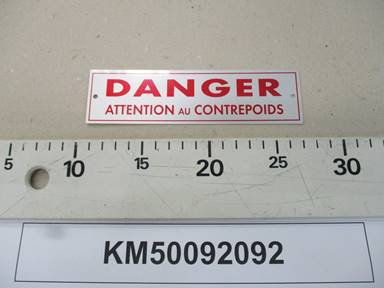 DANGER
ATTENTION AU CONTREPOIDS
5 10 15 20 25 30
KM50092092